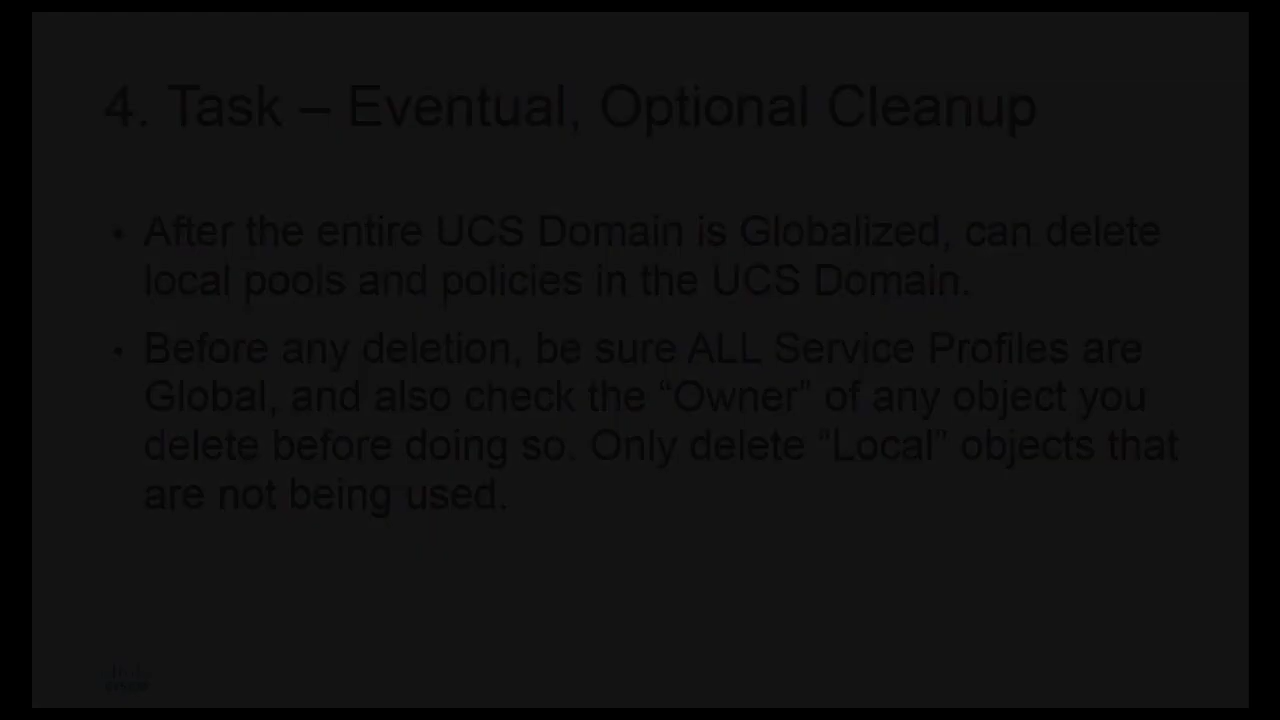 4. Task – Eventual, Optional Cleanup
• After the entire UCS Domain is Globalized, can delete
local pools and policies in the UCS Domain.
• Before any deletion, be sure ALL Service Profiles are
Global, and also check the “Owner” of any object you
delete before doing so. Only delete “Local” objects that
are not being used.